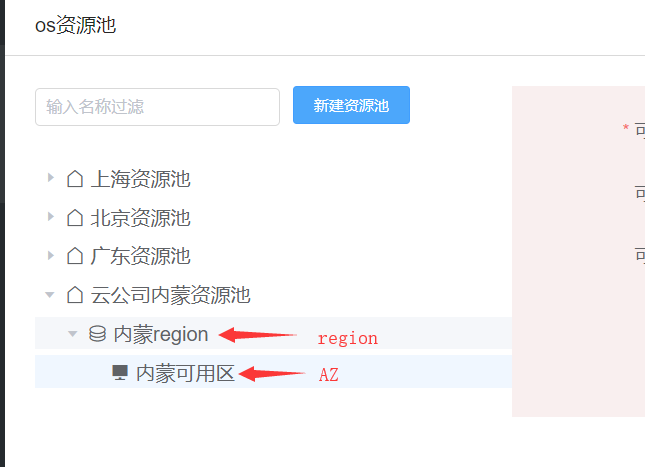 os资源池
输入名称过滤
新建资源池
* 可
可
可
上海资源池
北京资源池
广东资源池
云公司内蒙资源池
内蒙region
region
内蒙可用区
AZ